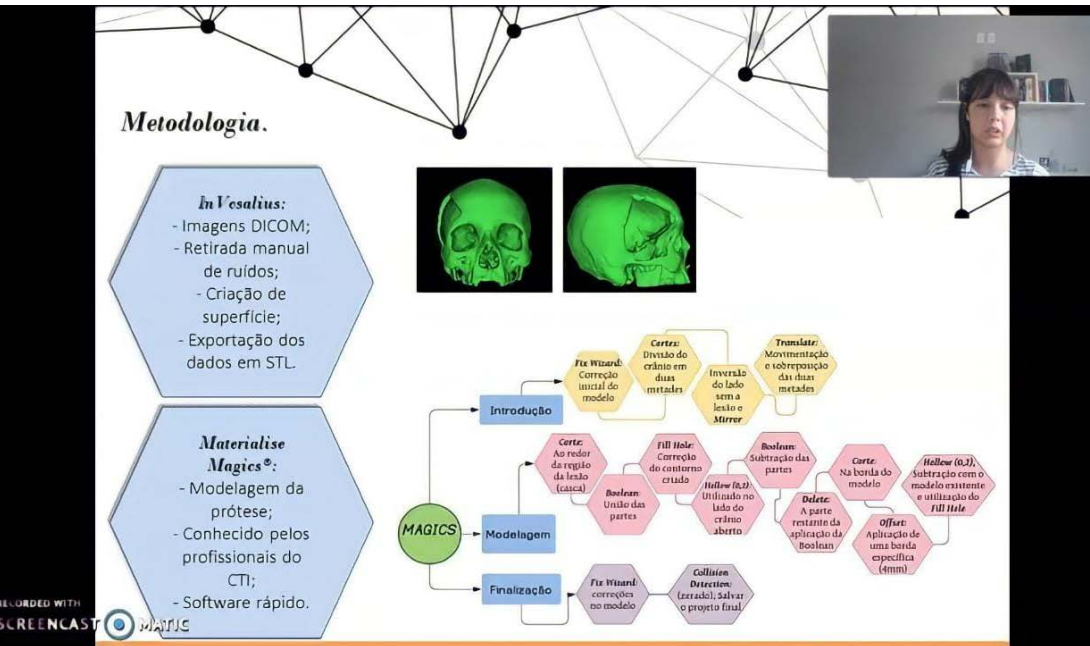 Metodologia.
InVesalius:
- Imagens DICOM;
- Retirada manual
de ruídos;
- Criação de
superfície;
- Exportação dos
dados em STL.
Materialise
Magics®:
- Modelagem da
prótese;
- Conhecido pelos
profissionais do
CTI;
- Software rápido.
MAGICS
Introdução
Fix Wizard:
Correção
inicial do
modelo
Cortes:
Divisão do
crânio em
duas
metades
Inversão
do lado
sem a
lesão o
Mirror
Translate:
Movimentação
e sobreposição
das duas
metades
Modelagem
Corte:
Ao redor
da região
da lesão
(casca)
Boolean:
União das
partes
Fill Hole:
Correção
do contorno
criado
Hollow (0,1):
Utilizado no
lado do
crânio
aberto
Boolean:
Subtração das
partes
Delete:
A parte
restante da
aplicação da
Boolean
Corte:
Na borda do
modelo
Offset:
Aplicação de
uma borda
específica
(4mm)
Hollow (0,2),
Subtração com o
modelo existente
e utilização do
Fill Hole
Finalização
Fix Wizard:
correções
no modelo
Collision
Detection:
(zerado); Salvar
o projeto final
RECORDED WITH
SCREENCAST MATIC